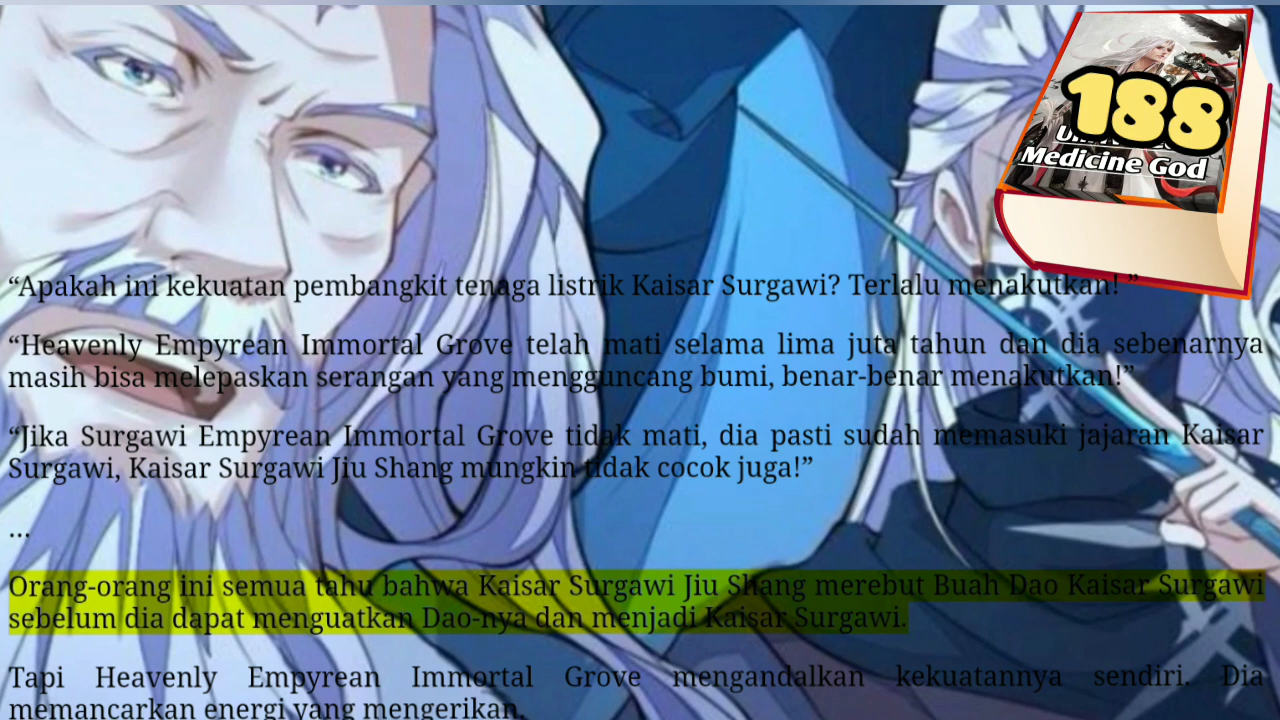 188
Medicine God
“Apakah ini kekuatan pembangkit tenaga listrik Kaisar Surgawi? Terlalu menakutkan! ”
“Heavenly Empyrean Immortal Grove telah mati selama lima juta tahun dan dia sebenarnya
masih bisa melepaskan serangan yang mengguncang bumi, benar-benar menakutkan!”
“Jika Surgawi Empyrean Immortal Grove tidak mati, dia pasti sudah memasuki jajaran Kaisar
Surgawi, Kaisar Surgawi Jiu Shang mungkin tidak cocok juga!”
…
Orang-orang ini semua tahu bahwa Kaisar Surgawi Jiu Shang merebut Buah Dao Kaisar Surgawi
sebelum dia dapat menguatkan Dao-nya dan menjadi Kaisar Surgawi.
Tapi Heavenly Empyrean Immortal Grove mengandalkan kekuatannya sendiri. Dia
memancarkan energi yang mengerikan.